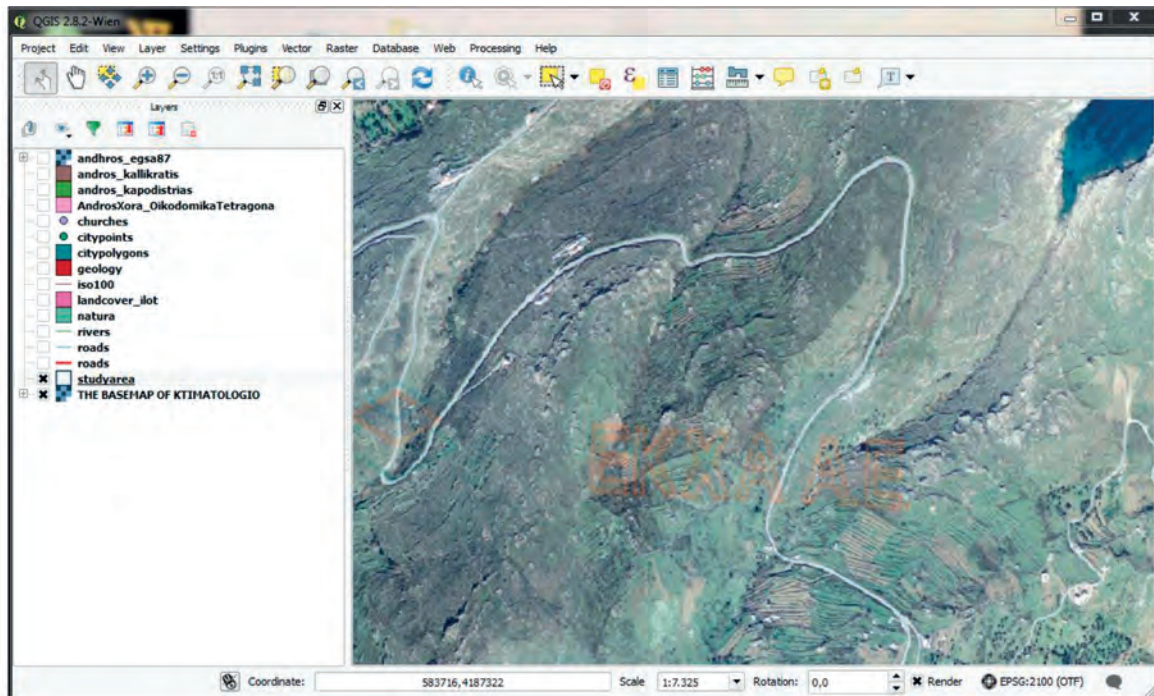 QGIS 2.8.2-Wien
Project Edit View Layer Settings Plugins Vector Raster Database Web Processing Help
Layers
andhros_egsa87
andros_kallikratis
andros_kapodistrias
AndrosXora_OikodomikaTetragona
churches
citypoints
citypolygons
geology
iso100
landcover_ilot
natura
rivers
roads
roads
studyarea
THE BASEMAP OF KTIMATOLOGIO
ΕΚΧΑ ΑΕ
Coordinate: 583716,4187322 Scale 1:7.325 Rotation: 0,0 Render EPSG:2100 (OTF)